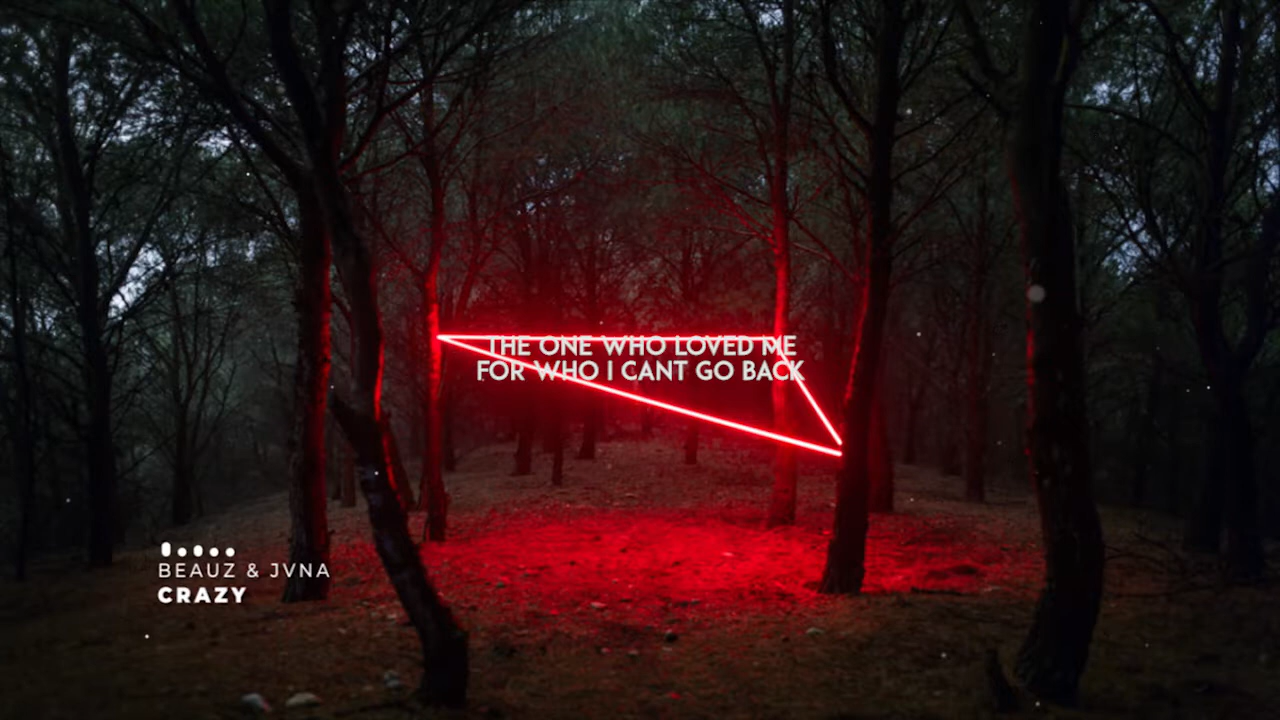 THE ONE WHO LOVED ME
FOR WHO I CANT GO BACK
BEAUZ & JVNA
CRAZY